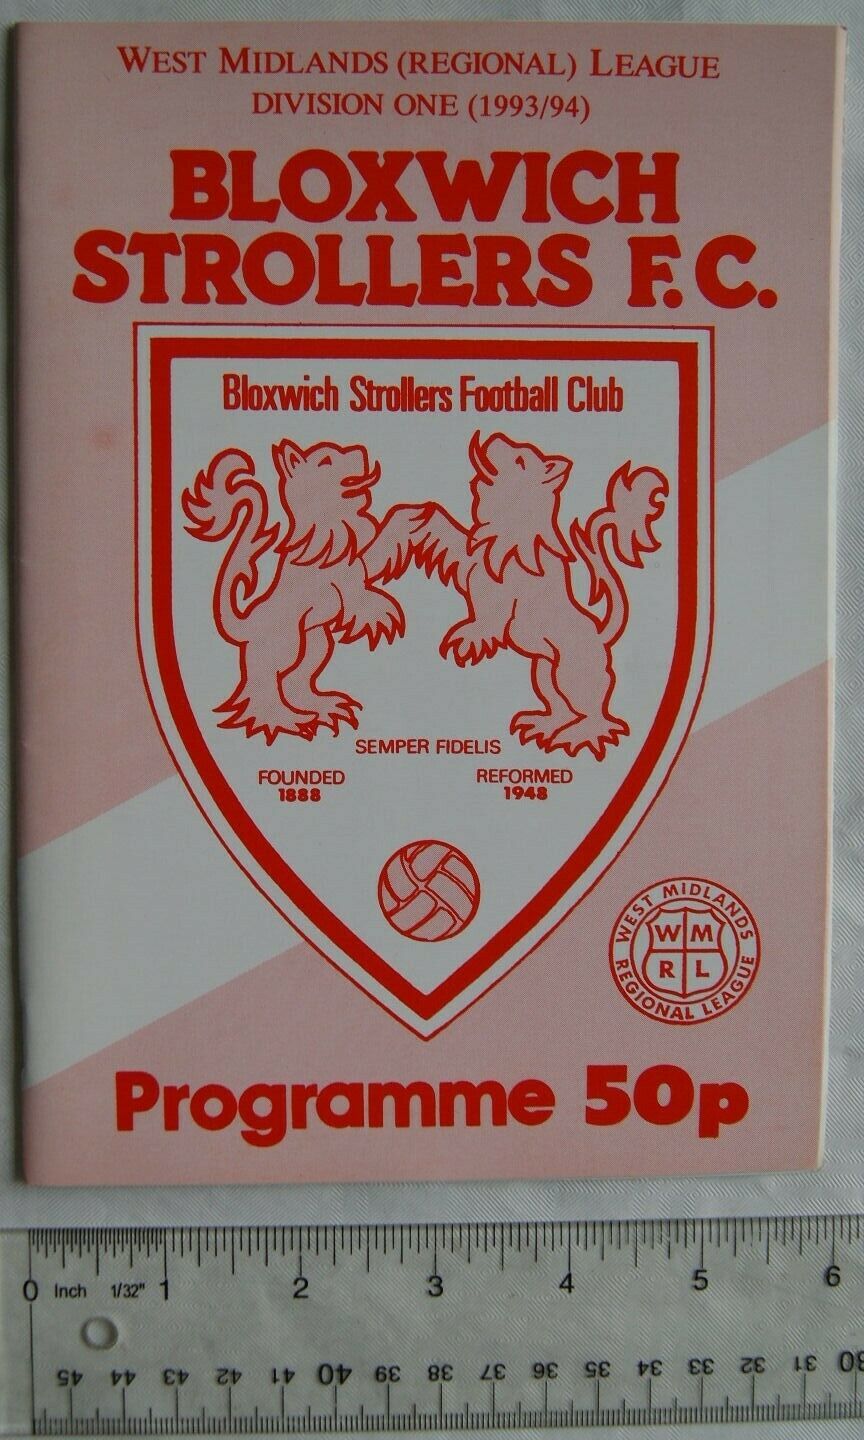 WEST MIDLANDS (REGIONAL) LEAGUE
DIVISION ONE (1993/94)
BLOXWICH
STROLLERS F.C.
Bloxwich Strollers Football Club
SEMPER FIDELIS
FOUNDED
1888
REFORMED
1948
WEST MIDLANDS
WM
RL
REGIONAL LEAGUE
Programme 50p
0 Inch 1/32" 1 2 3 4 5 6
45 44 43 42 41 40 39 38 37 36 35 34 33 32 31 30